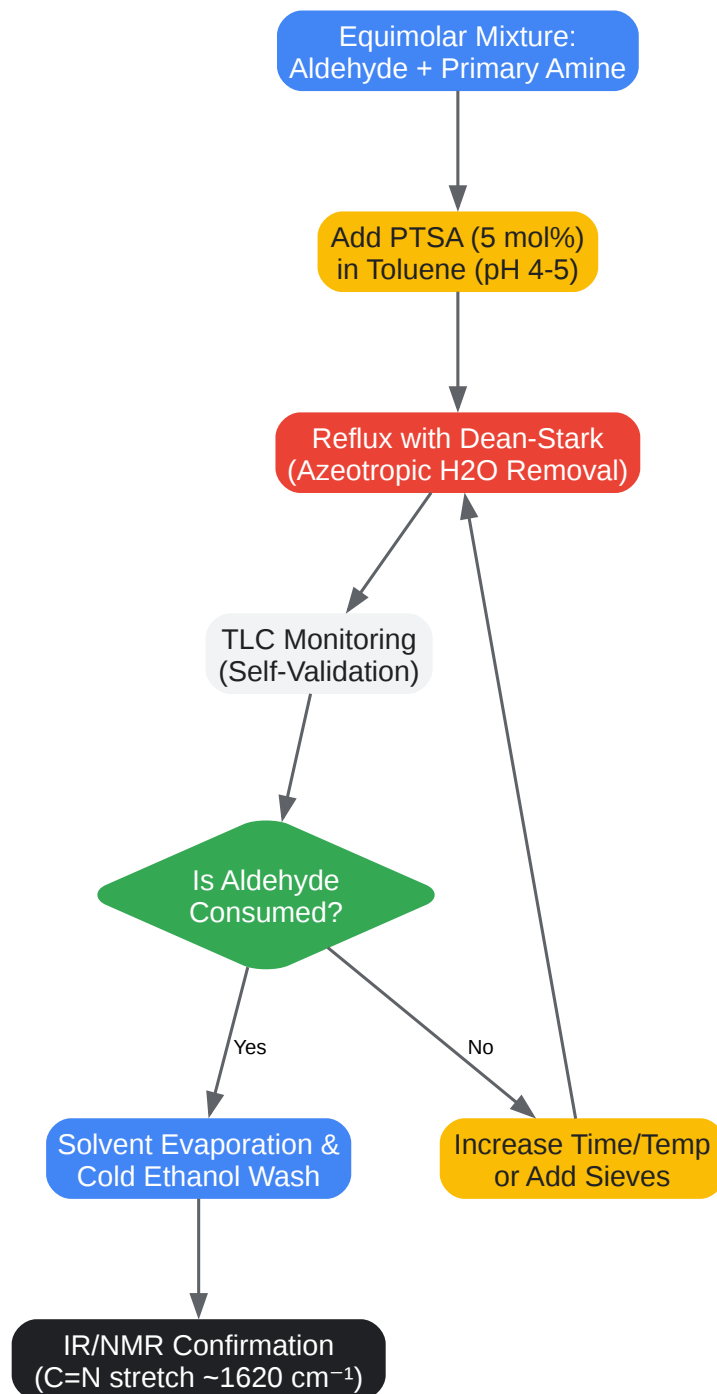 Equimolar Mixture:
Aldehyde + Primary Amine
Add PTSA (5 mol%)
in Toluene (pH 4-5)
Reflux with Dean-Stark
(Azeotropic H2O Removal)
TLC Monitoring
(Self-Validation)
Is Aldehyde
Consumed?
Yes
No
Solvent Evaporation &
Cold Ethanol Wash
Increase Time/Temp
or Add Sieves
IR/NMR Confirmation
(C=N stretch ~1620 cm⁻¹)